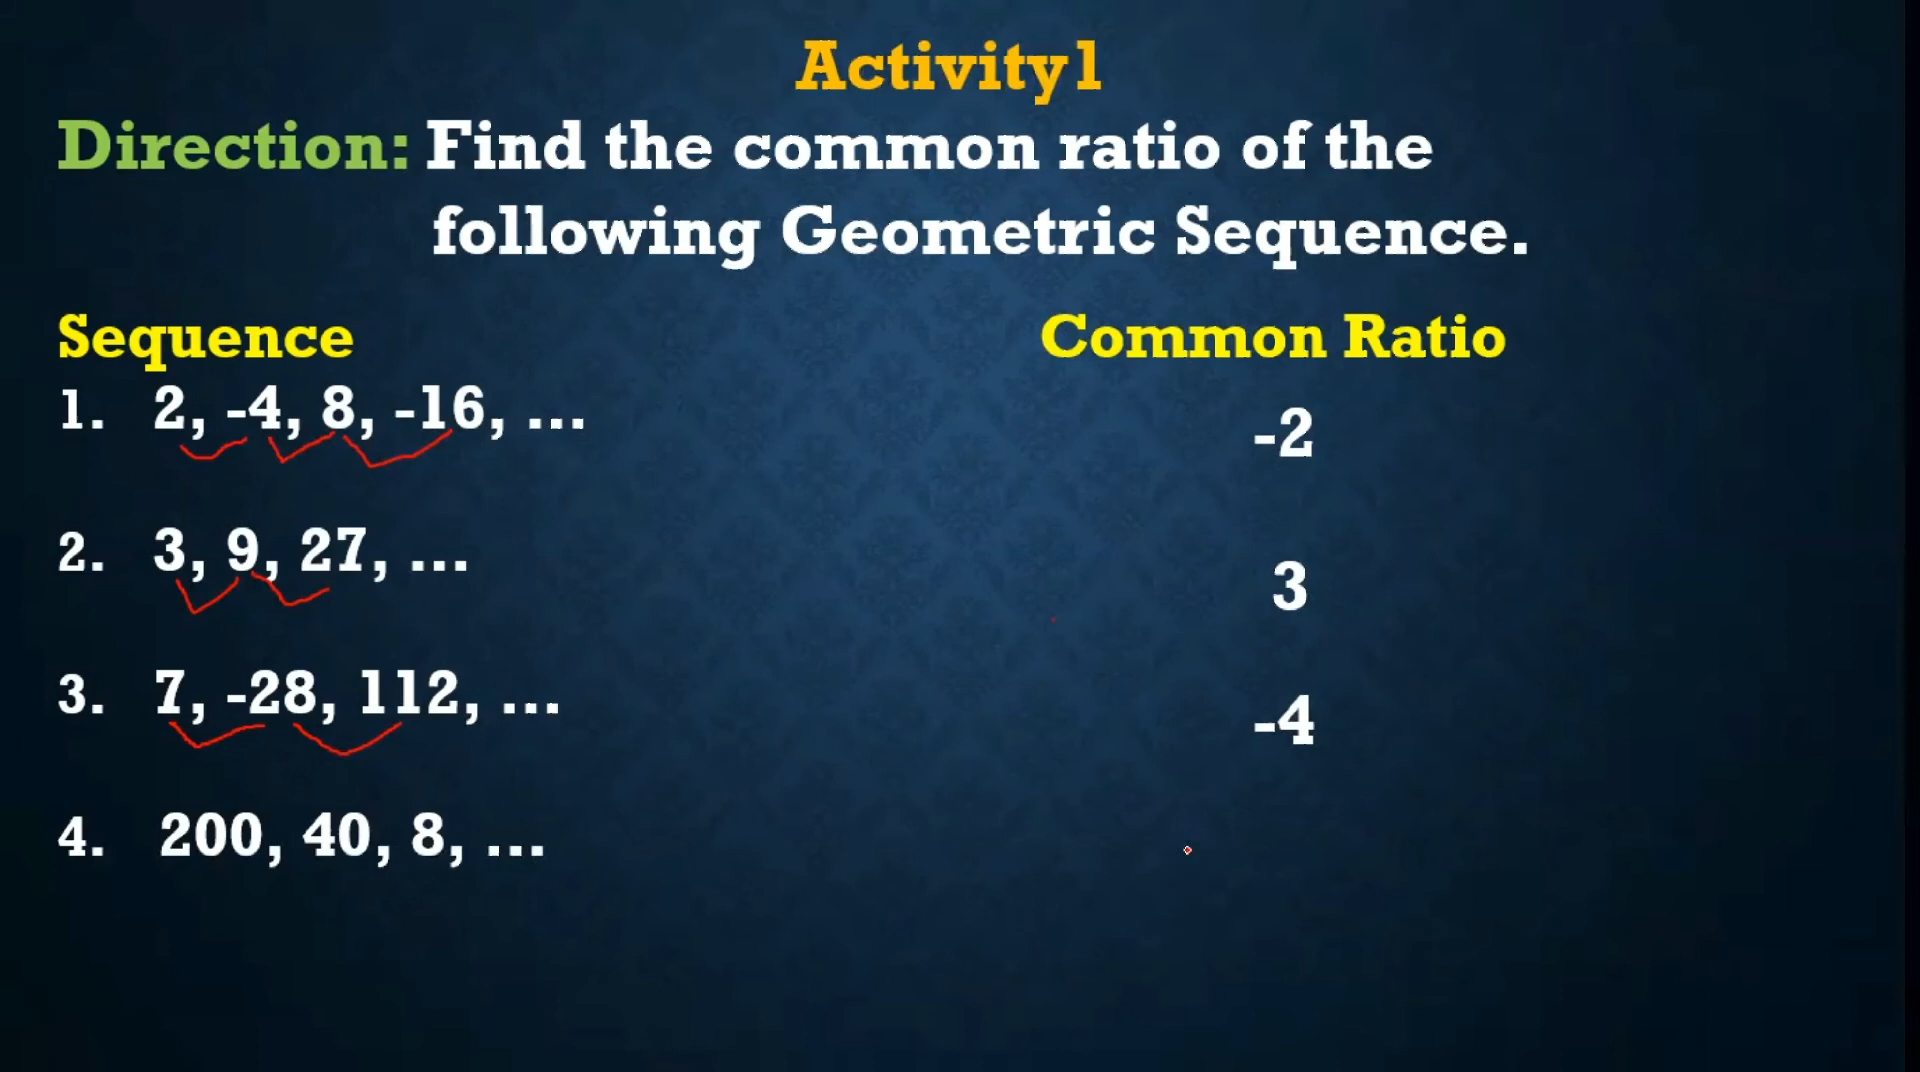 Activity1
Direction: Find the common ratio of the
following Geometric Sequence.
Sequence Common Ratio
1. 2, -4, 8, -16, ... -2
2. 3, 9, 27, ... 3
3. 7, -28, 112, ... -4
4. 200, 40, 8, ...